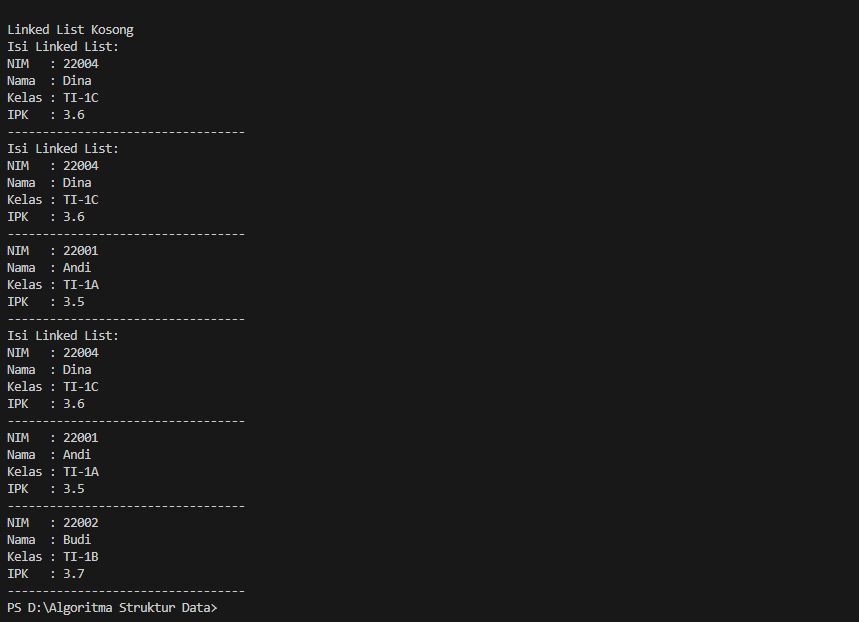 Linked List Kosong
Isi Linked List:
NIM   : 22004
Nama  : Dina
Kelas : TI-1C
IPK   : 3.6
----------------------------------
Isi Linked List:
NIM   : 22004
Nama  : Dina
Kelas : TI-1C
IPK   : 3.6
----------------------------------
NIM   : 22001
Nama  : Andi
Kelas : TI-1A
IPK   : 3.5
----------------------------------
Isi Linked List:
NIM   : 22004
Nama  : Dina
Kelas : TI-1C
IPK   : 3.6
----------------------------------
NIM   : 22001
Nama  : Andi
Kelas : TI-1A
IPK   : 3.5
----------------------------------
NIM   : 22002
Nama  : Budi
Kelas : TI-1B
IPK   : 3.7
----------------------------------
PS D:\Algoritma Struktur Data>